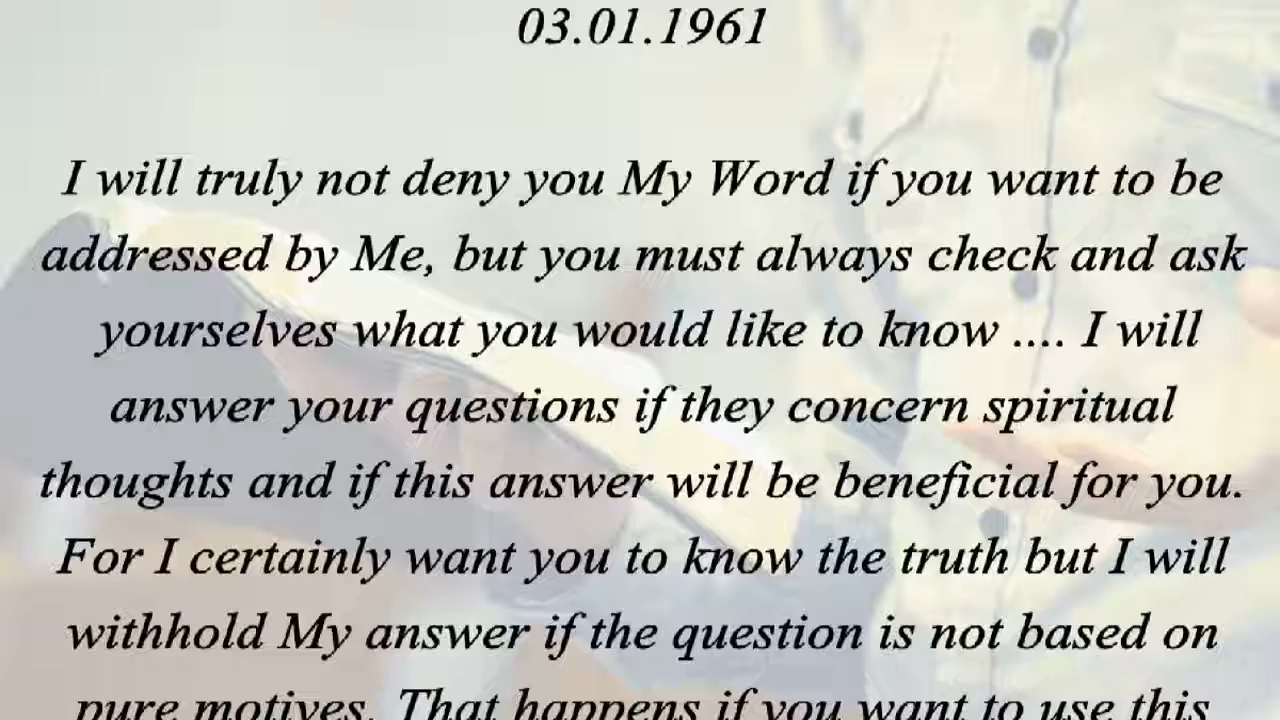 03.01.1961
I will truly not deny you My Word if you want to be
addressed by Me, but you must always check and ask
yourselves what you would like to know .... I will
answer your questions if they concern spiritual
thoughts and if this answer will be beneficial for you.
For I certainly want you to know the truth but I will
withhold My answer if the question is not based on
pure motives. That happens if you want to use this